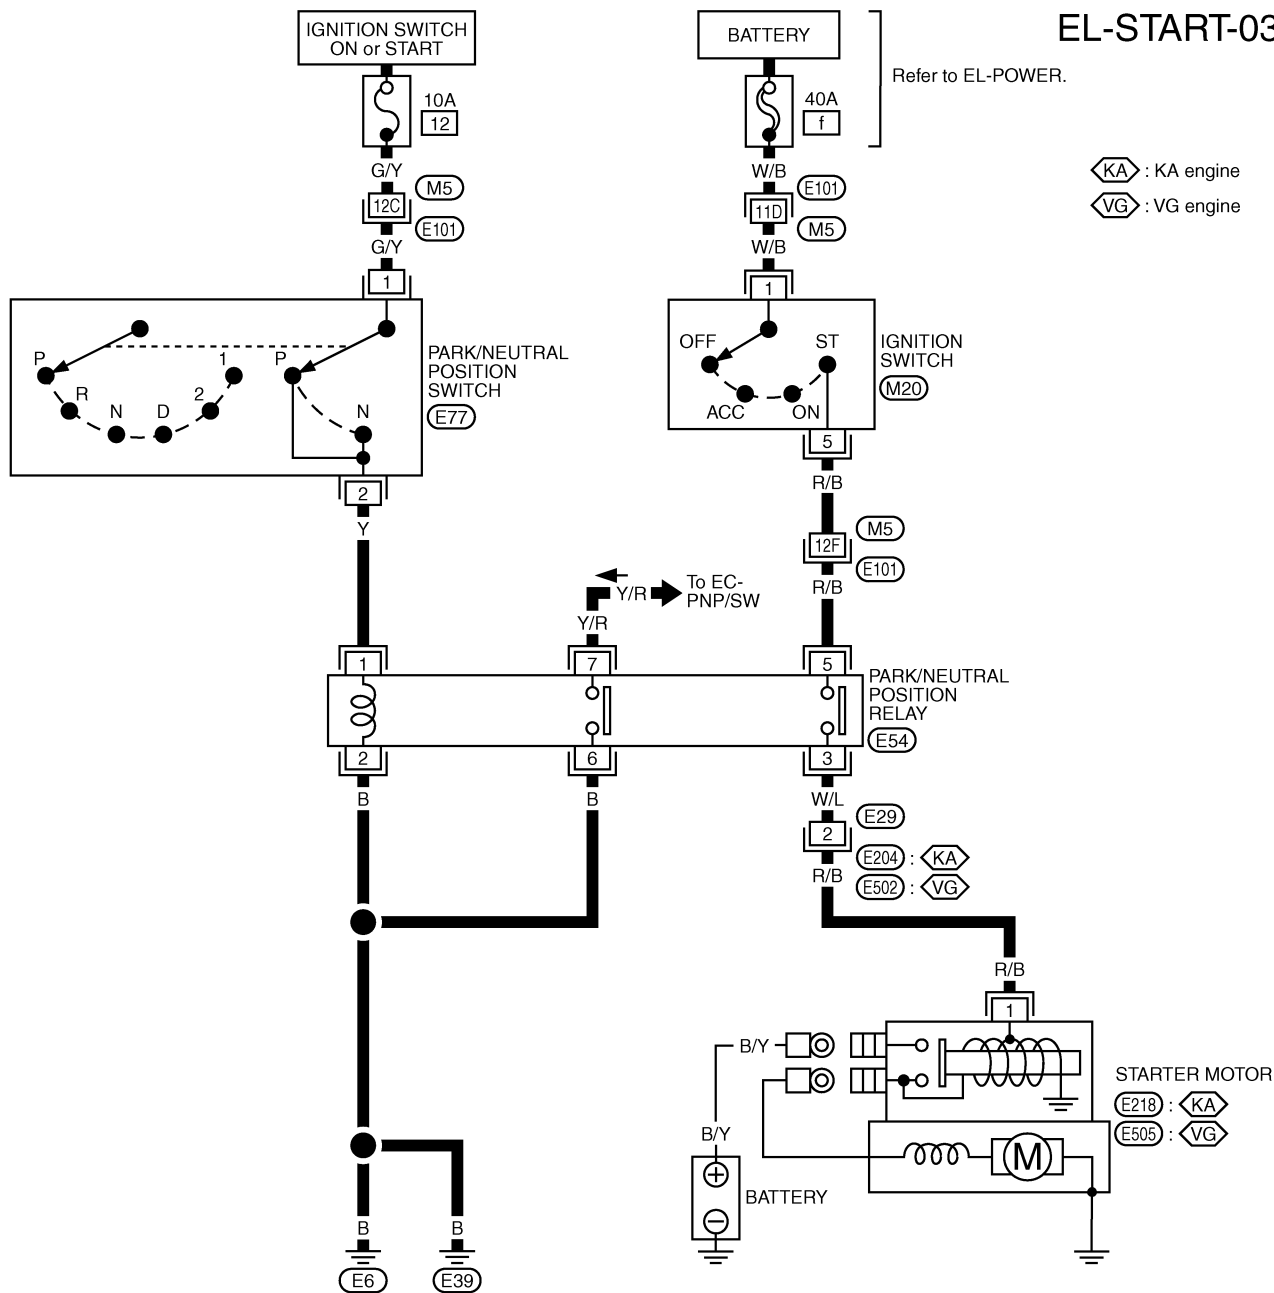 EL-START-03
IGNITION SWITCH
ON or START
BATTERY
Refer to EL-POWER.
10A
12
40A
f
G/Y
W/B
KA : KA engine
VG : VG engine
M5
12C
E101
E101
11D
M5
G/Y
W/B
1
1
P
R
N
D
2
1
P
N
PARK/NEUTRAL
POSITION
SWITCH
E77
OFF
ACC
ON
ST
IGNITION
SWITCH
M20
2
5
Y
R/B
M5
12F
E101
R/B
Y/R
To EC-
PNP/SW
Y/R
1
7
5
PARK/NEUTRAL
POSITION
RELAY
E54
2
6
3
B
B
W/L
E29
2
E204 : KA
R/B
E502 : VG
R/B
1
B/Y
STARTER MOTOR
E218 : KA
E505 : VG
B/Y
M
+
BATTERY
−
B
B
E6
E39